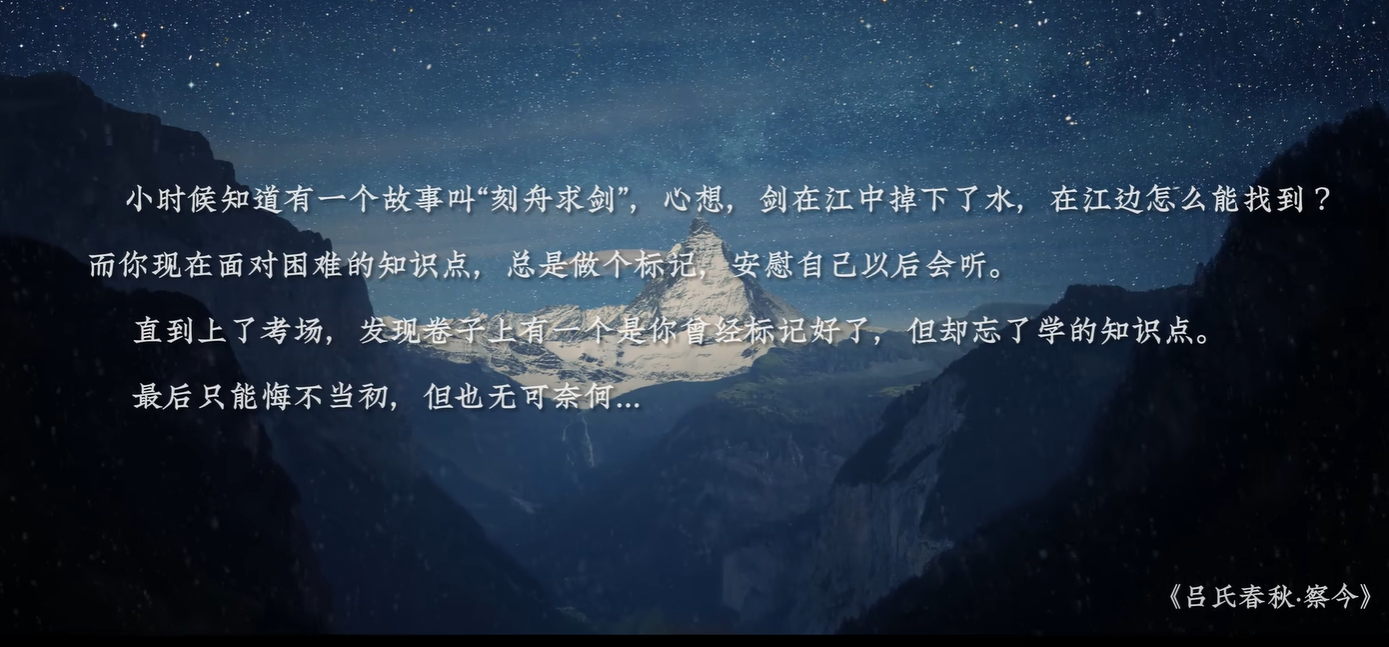 小时候知道有一个故事叫“刻舟求剑”，心想，剑在江中掉下了水，在江边怎么能找到？
而你现在面对困难的知识点，总是做个标记，安慰自己以后会听。
直到上了考场，发现卷子上有一个是你曾经标记好了，但却忘了学的知识点。
最后只能悔不当初，但也无可奈何...
《吕氏春秋·察今》